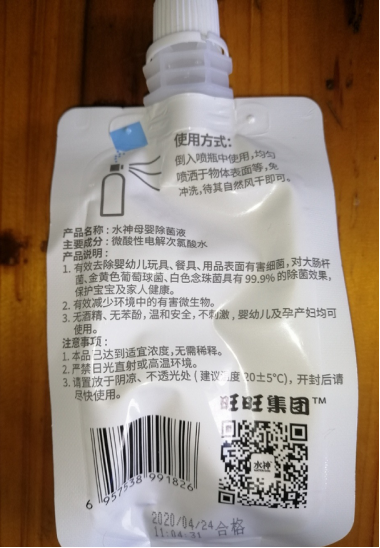 使用方式：
倒入喷瓶中使用，均匀
喷洒于物体表面等，免
冲洗，待其自然风干即可。
产品名称：水神母婴除菌液
主要成分：微酸性电解次氯酸水
产品说明：
1. 有效去除婴幼儿玩具、餐具、用品表面有害细菌，对大肠杆
菌、金黄色葡萄球菌、白色念珠菌具有 99.9% 的除菌效果，
保护宝宝及家人健康。
2. 有效减少环境中的有害微生物。
3. 无酒精、无苯酚，温和安全，不刺激，婴幼儿及孕产妇均可
使用。
注意事项：
1. 本品已达到适宜浓度，无需稀释。
2. 严禁日光直射或高温环境。
3. 请置放于阴凉、不透光处（建议温度20±5℃），开封后请
尽快使用。
旺旺集团™
水神
6 957538 991826
2020/04/24 合格
11:04:31